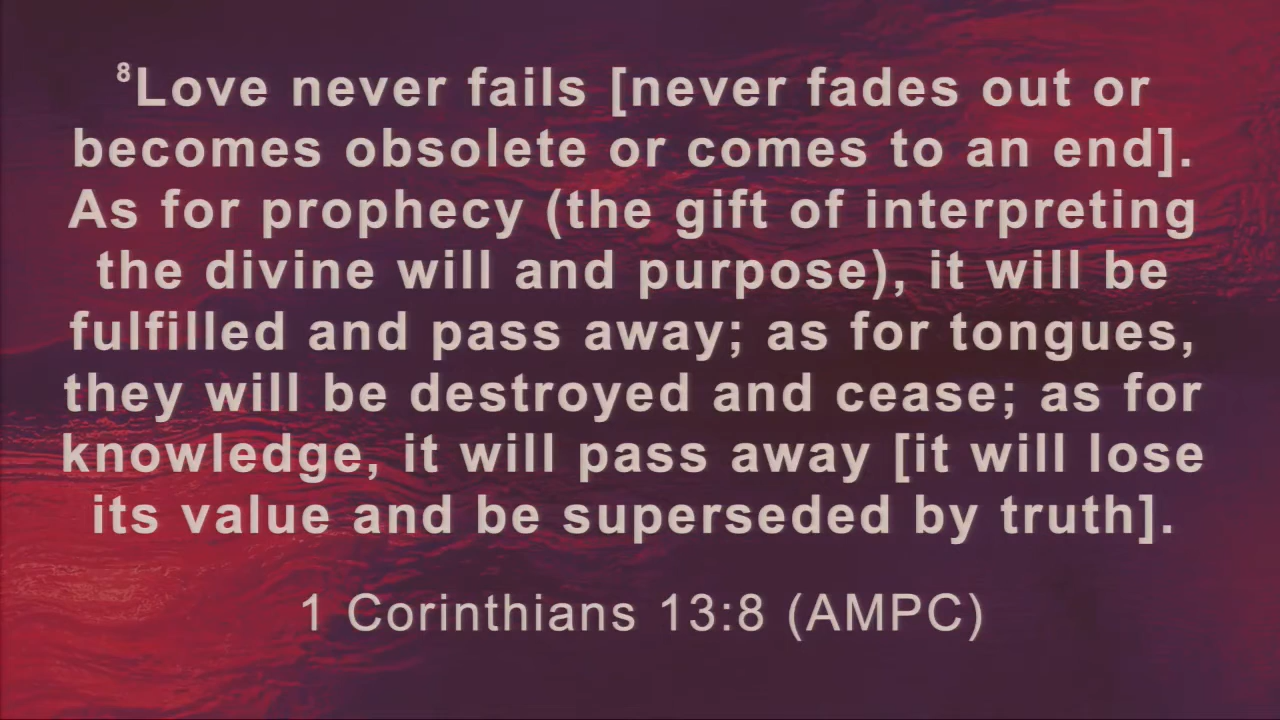 ⁸Love never fails [never fades out or
becomes obsolete or comes to an end].
As for prophecy (the gift of interpreting
the divine will and purpose), it will be
fulfilled and pass away; as for tongues,
they will be destroyed and cease; as for
knowledge, it will pass away [it will lose
its value and be superseded by truth].
1 Corinthians 13:8 (AMPC)